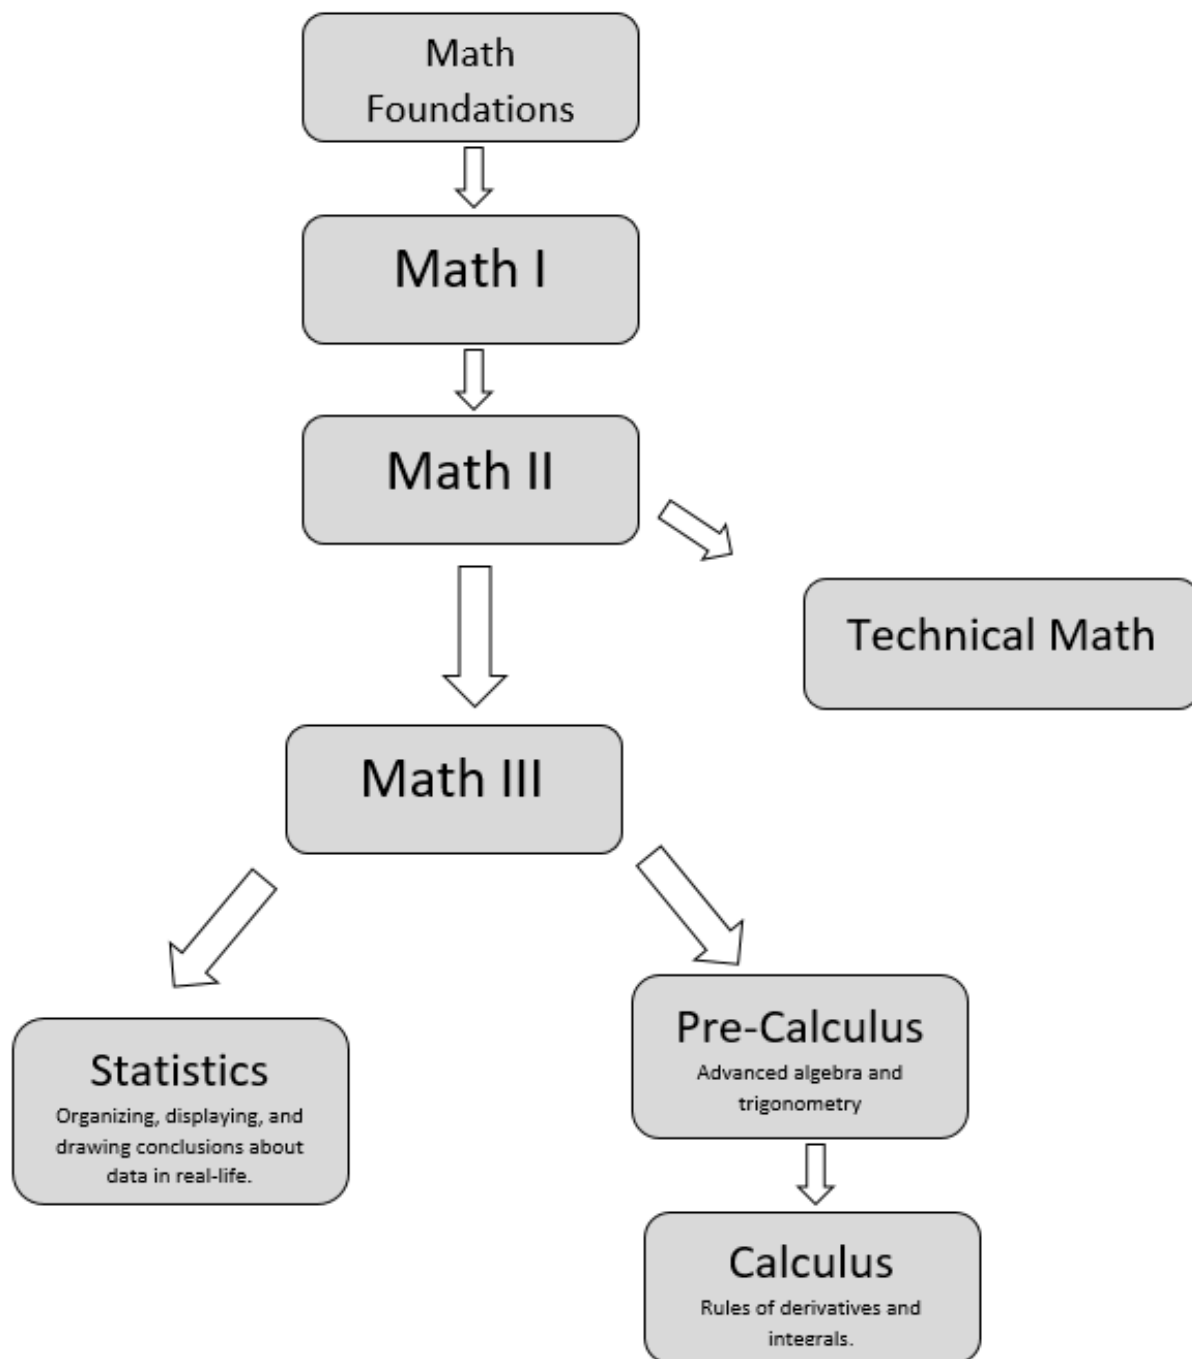 Math
Foundations
Math I
Math II
Technical Math
Math III
Statistics
Organizing, displaying, and
drawing conclusions about
data in real-life.
Pre-Calculus
Advanced algebra and
trigonometry
Calculus
Rules of derivatives and
integrals.